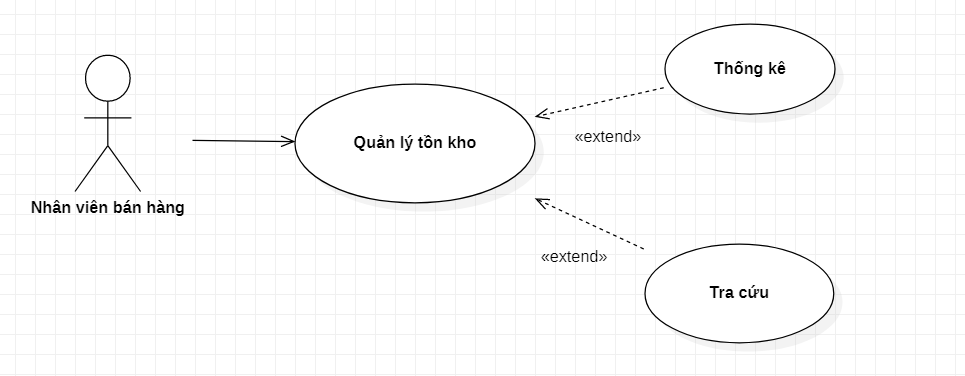 Thống kê
Quản lý tồn kho
«extend»
Nhân viên bán hàng
«extend»
Tra cứu